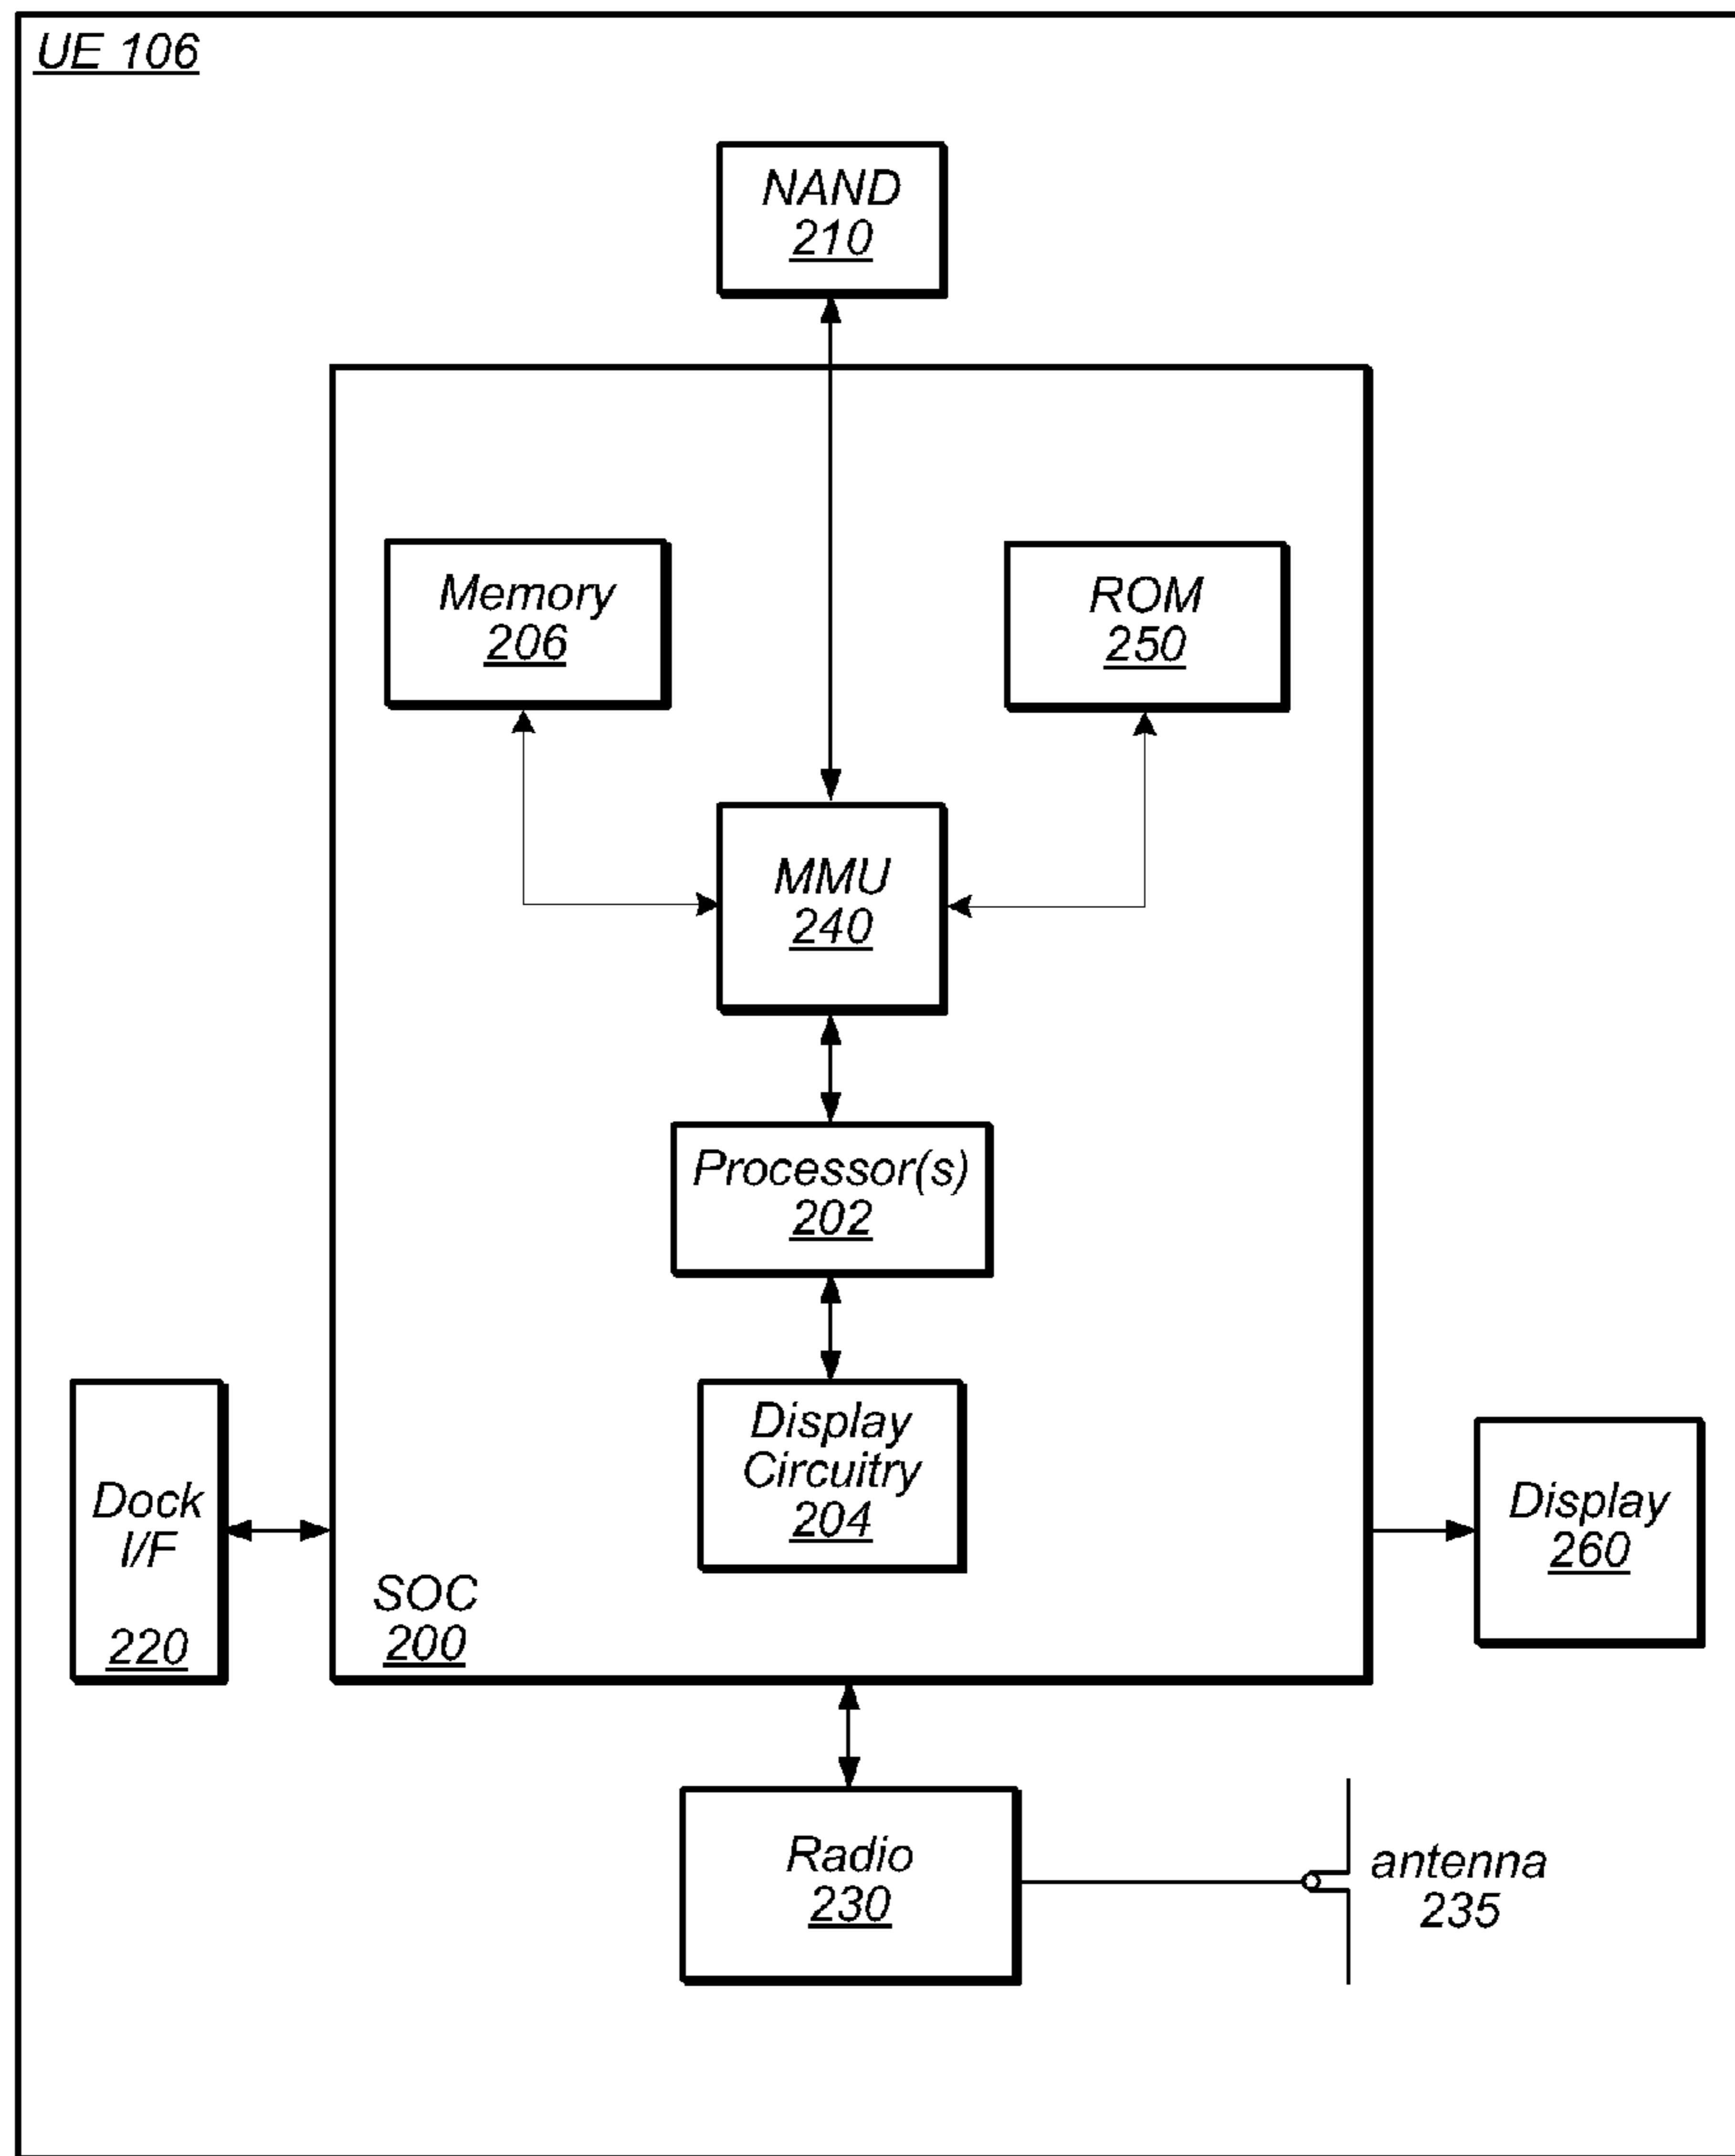 UE 106
NAND
210
Memory
206
ROM
250
MMU
240
Processor(s)
202
Display
Circuitry
204
Dock
I/F
220
SOC
200
Display
260
Radio
230
antenna
235